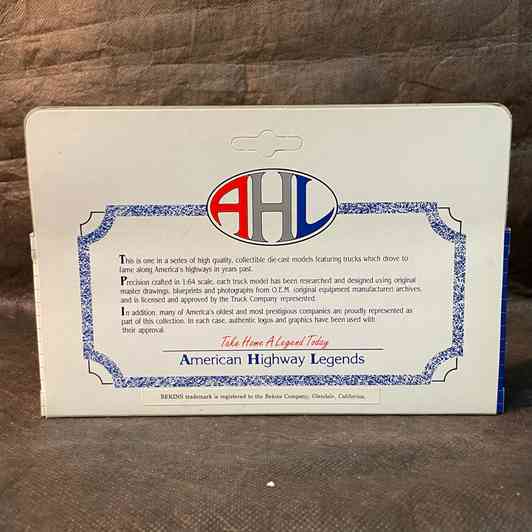 AHL
This is one in a series of high quality, collectible die-cast models featuring trucks which drove to
fame along America's highways in years past.
Precision crafted in 1:64 scale, each truck model has been researched and designed using original
master drawings, blueprints and photographs from O.E.M. (original equipment manufacturer) archives,
and is licensed and approved by the Truck Company represented.
In addition, many of America's oldest and most prestigious companies are proudly represented as
part of this collection. In each case, authentic logos and graphics have been used with
their approval.
Take Home A Legend Today
American Highway Legends
BEKINS trademark is registered to the Bekins Company, Glendale, California.